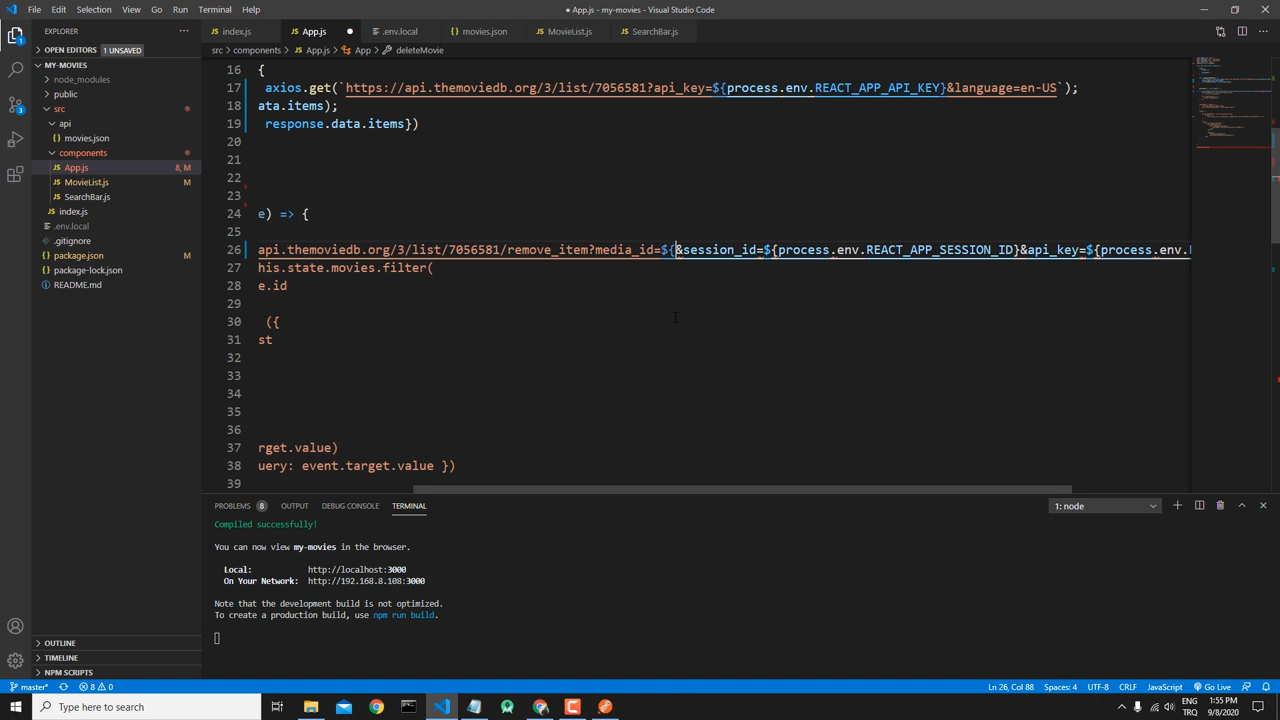 File Edit Selection View Go Run Terminal Help
● App.js - my-movies - Visual Studio Code
EXPLORER
OPEN EDITORS 1 UNSAVED
MY-MOVIES
node_modules
public
src
api
movies.json
components
App.js 8, M
MovieList.js M
SearchBar.js
index.js
.env.local
.gitignore
package.json M
package-lock.json
README.md
OUTLINE
TIMELINE
NPM SCRIPTS
index.js App.js .env.local movies.json MovieList.js SearchBar.js
src > components > App.js > App > deleteMovie
16 {
17 axios.get(`https://api.themoviedb.org/3/list/7056581?api_key=${process.env.REACT_APP_API_KEY}&language=en-US`);
18 ata.items);
19 response.data.items})
20
21
22
23
24 e) => {
25
26 api.themoviedb.org/3/list/7056581/remove_item?media_id=${&session_id=${process.env.REACT_APP_SESSION_ID}&api_key=${process.env.
27 his.state.movies.filter(
28 e.id
29
30 ({
31 st
32
33
34
35
36
37 rget.value)
38 uery: event.target.value })
39
PROBLEMS 8 OUTPUT DEBUG CONSOLE TERMINAL
1: node
Compiled successfully!
You can now view my-movies in the browser.
Local: http://localhost:3000
On Your Network: http://192.168.8.108:3000
Note that the development build is not optimized.
To create a production build, use npm run build.
master* 8 0
Ln 26, Col 88 Spaces: 4 UTF-8 CRLF JavaScript Go Live
Type here to search
ENG 1:55 PM
TRQ 9/8/2020